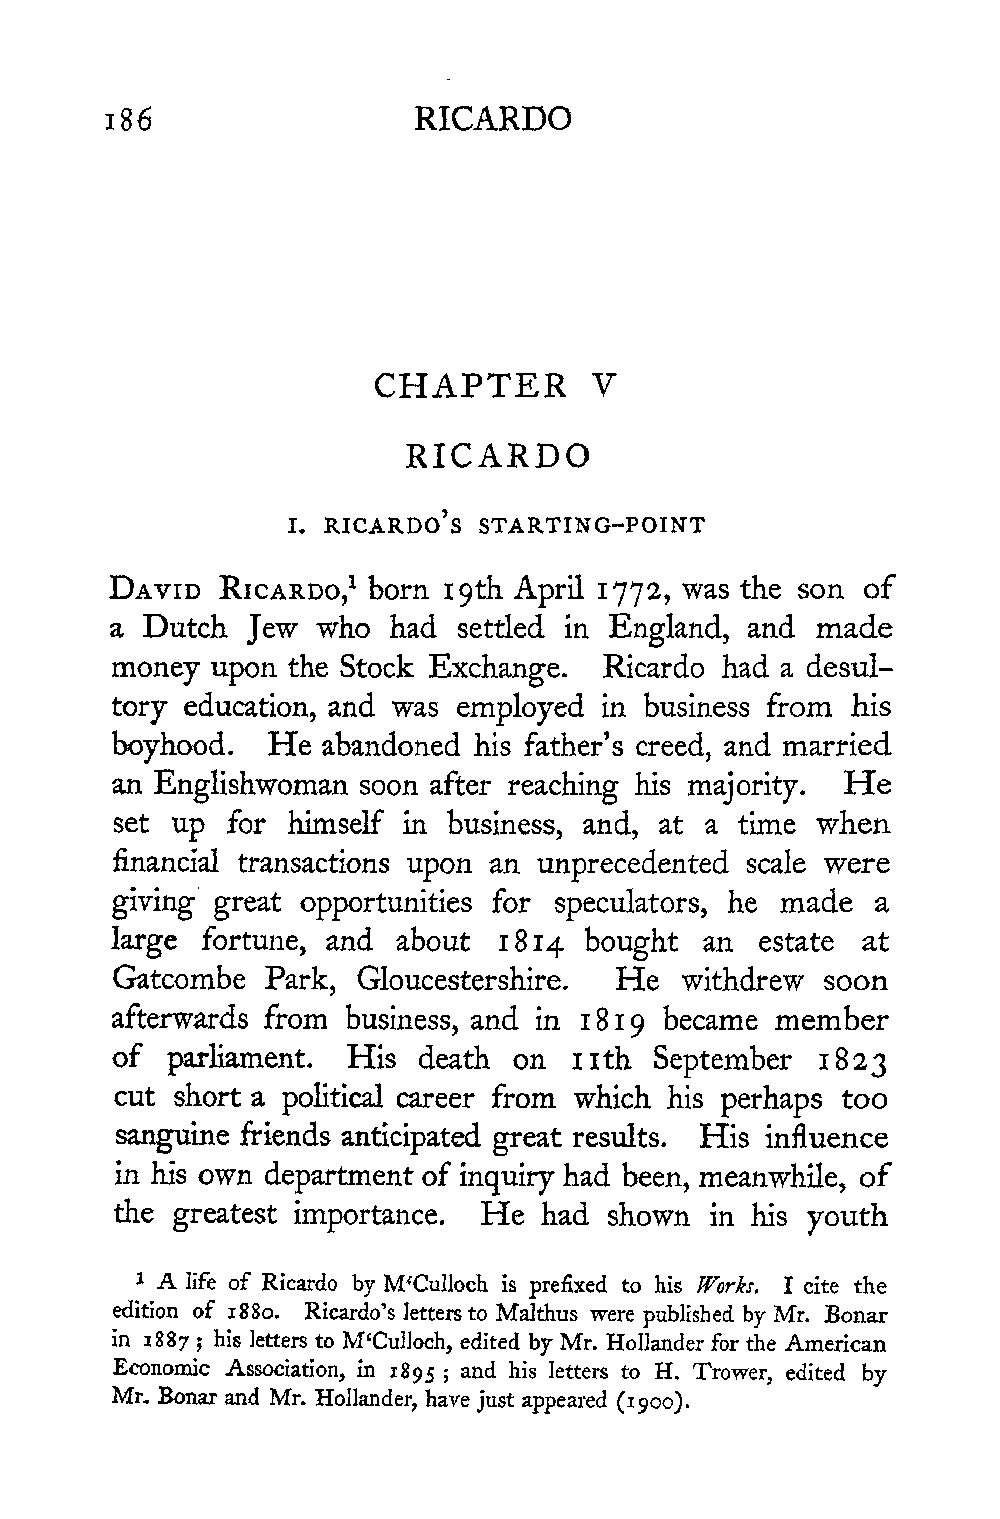 186 RICARDO
CHAPTER V
RICARDO
I. RICARDO'S STARTING-POINT
DAVID RICARDO,¹ born 19th April 1772, was the son of
a Dutch Jew who had settled in England, and made
money upon the Stock Exchange. Ricardo had a desul-
tory education, and was employed in business from his
boyhood. He abandoned his father's creed, and married
an Englishwoman soon after reaching his majority. He
set up for himself in business, and, at a time when
financial transactions upon an unprecedented scale were
giving great opportunities for speculators, he made a
large fortune, and about 1814 bought an estate at
Gatcombe Park, Gloucestershire. He withdrew soon
afterwards from business, and in 1819 became member
of parliament. His death on 11th September 1823
cut short a political career from which his perhaps too
sanguine friends anticipated great results. His influence
in his own department of inquiry had been, meanwhile, of
the greatest importance. He had shown in his youth
¹ A life of Ricardo by M‘Culloch is prefixed to his Works. I cite the
edition of 1880. Ricardo's letters to Malthus were published by Mr. Bonar
in 1887; his letters to M‘Culloch, edited by Mr. Hollander for the American
Economic Association, in 1895; and his letters to H. Trower, edited by
Mr. Bonar and Mr. Hollander, have just appeared (1900).